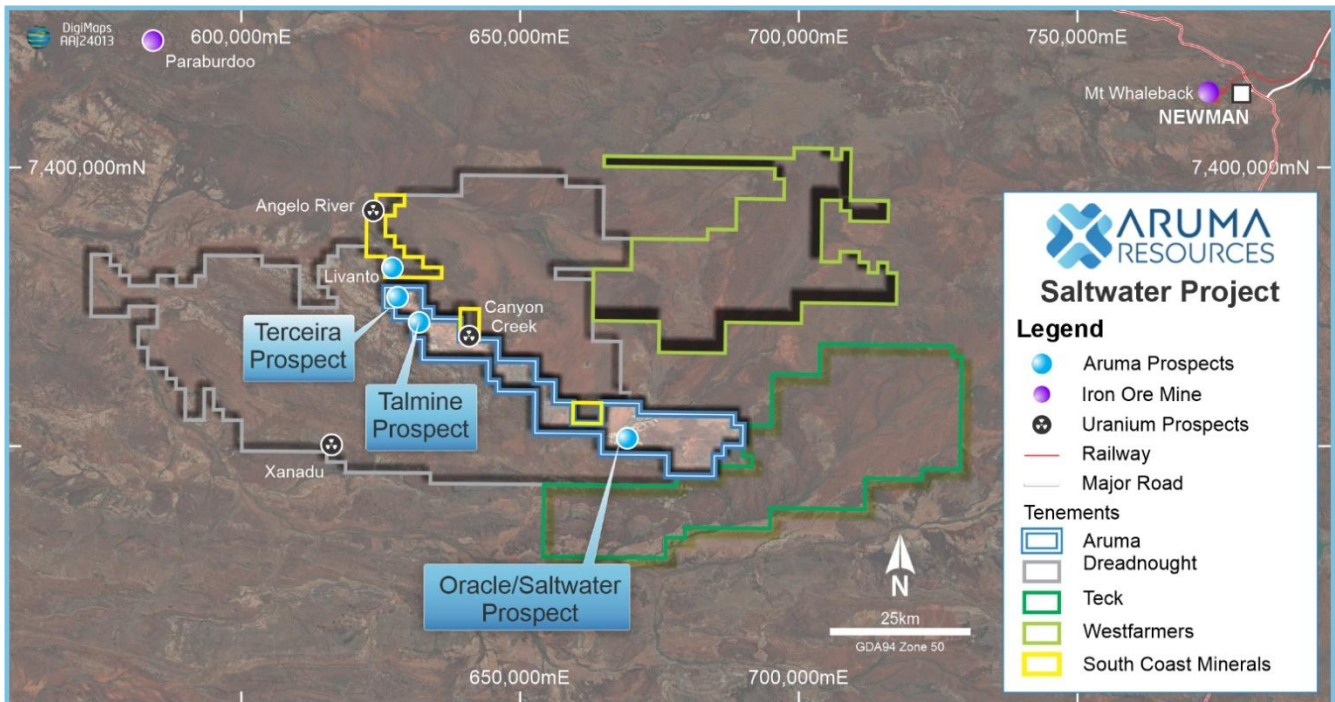 DigiMaps
AAj24013
Paraburdoo
600,000mE
650,000mE
700,000mE
750,000mE
Mt Whaleback
NEWMAN
7,400,000mN
7,400,000mN
Angelo River
Livanto
Canyon
Creek
Terceira
Prospect
Talmine
Prospect
Xanadu
Oracle/Saltwater
Prospect
N
25km
GDA94 Zone 50
600,000mE
650,000mE
700,000mE
ARUMA
RESOURCES
Saltwater Project
Legend
Aruma Prospects
Iron Ore Mine
Uranium Prospects
Railway
Major Road
Tenements
Aruma
Dreadnought
Teck
Westfarmers
South Coast Minerals